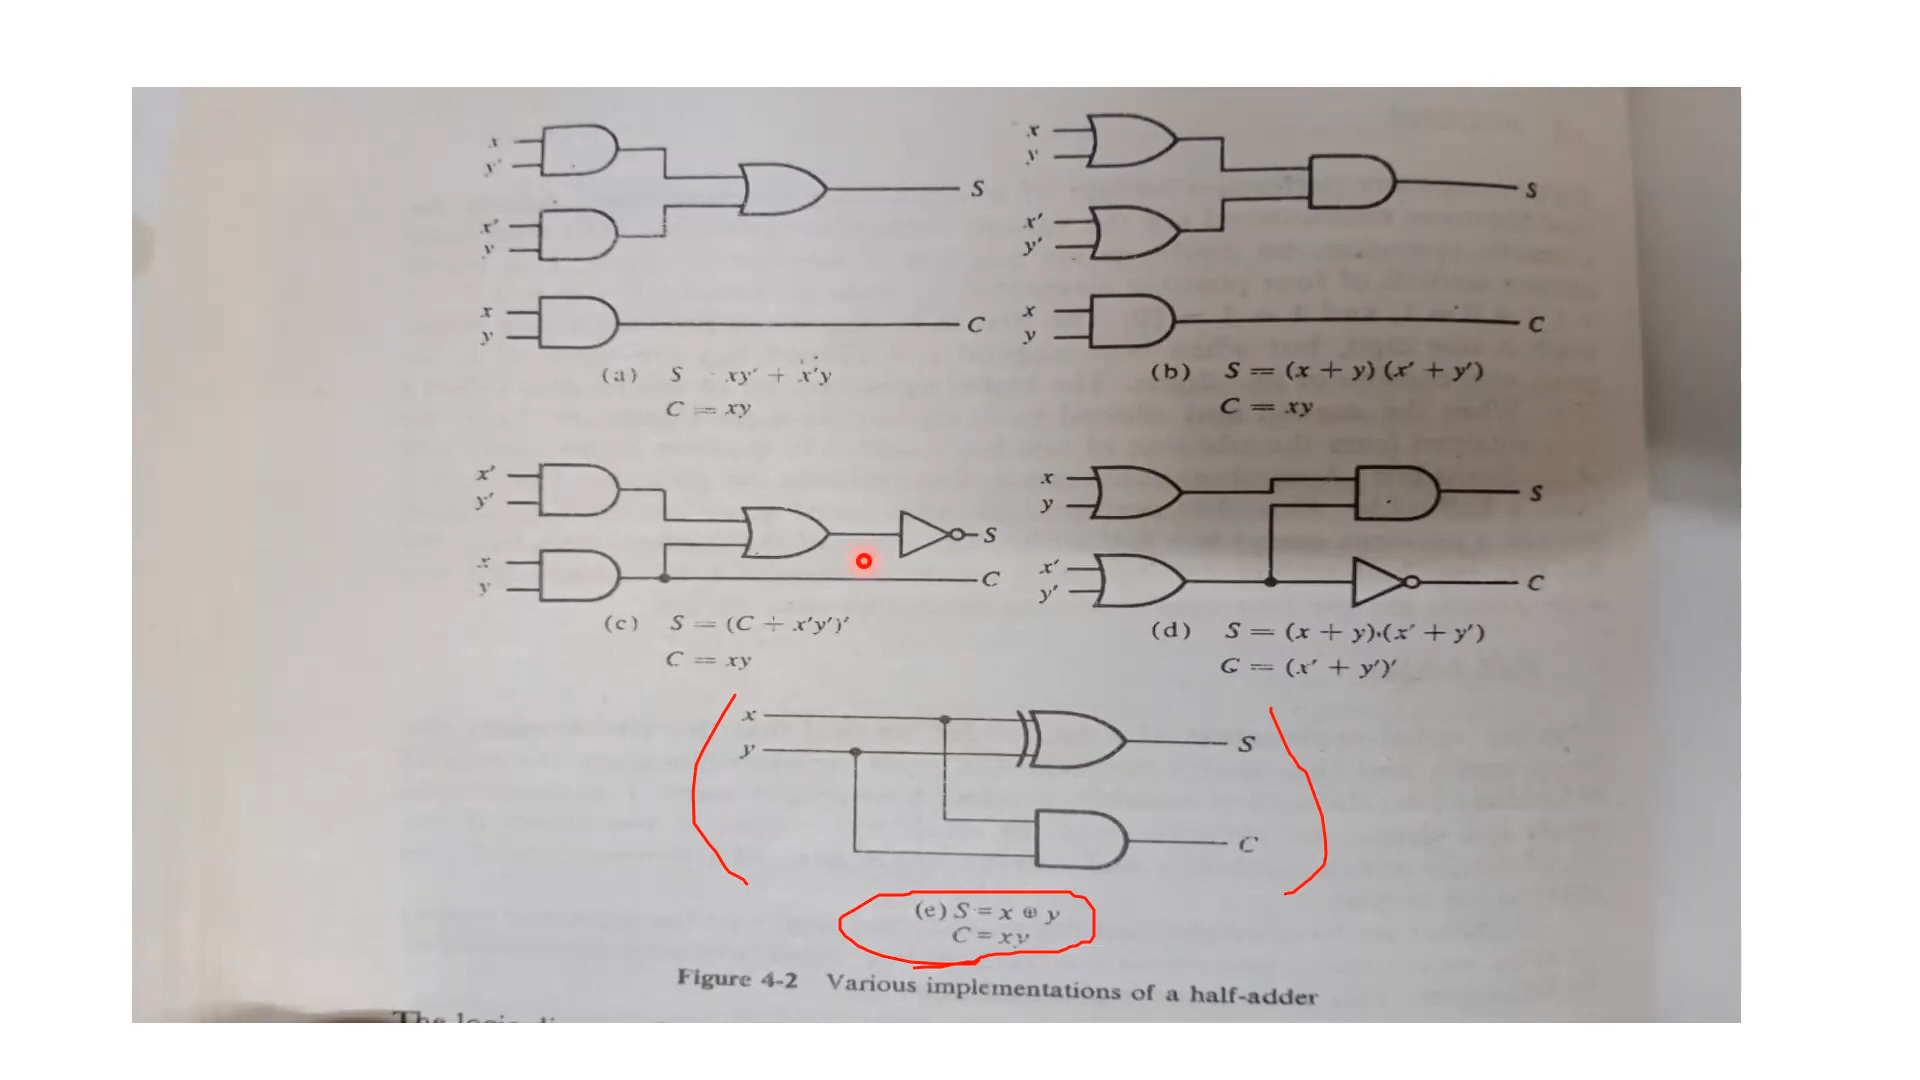 x
y'
x'
y
S
x
y
C
(a) S xy' + x'y
C = xy
x
y
x'
y'
S
x
y
C
(b) S = (x + y) (x' + y')
C = xy
x'
y'
x
y
S
C
(c) S = (C + x'y')'
C = xy
x
y
x'
y'
S
C
(d) S = (x + y)·(x' + y')
C = (x' + y')'
x
y
S
C
(e) S = x ⊕ y
C = xy
Figure 4-2 Various implementations of a half-adder